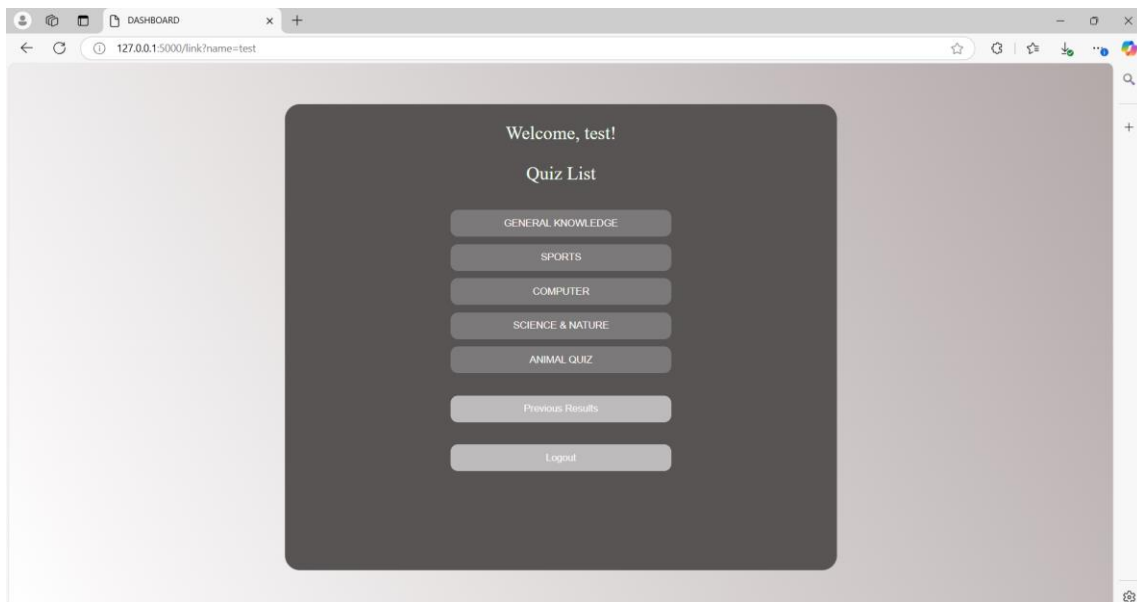 DASHBOARD
127.0.0.1:5000/link?name=test
Welcome, test!
Quiz List
GENERAL KNOWLEDGE
SPORTS
COMPUTER
SCIENCE & NATURE
ANIMAL QUIZ
Previous Results
Logout